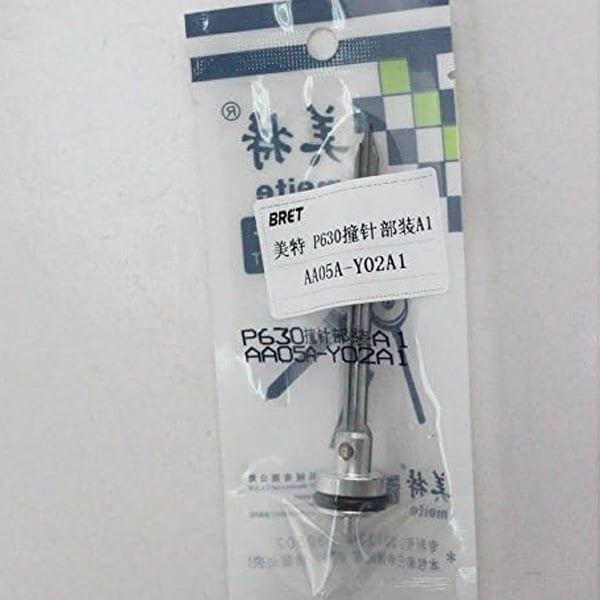 美特®
meite
BRET
美特 P630撞针部装A1
AA05A-Y02A1
P630撞针部装A1
AA05A-Y02A1
美特
meite